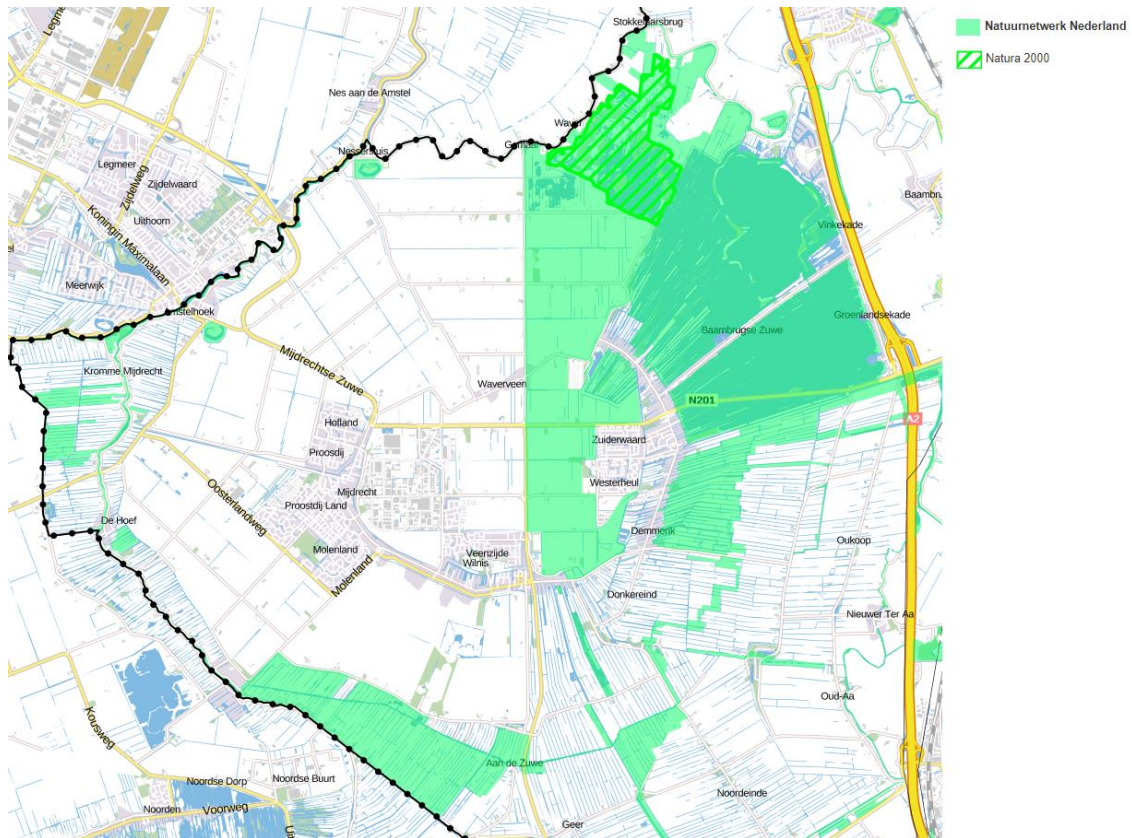 Stokkelaarsbrug
Natuurnetwerk Nederland
Natura 2000
Nes aan de Amstel
Waver
Nessersluis
Legmeer
Zijdelweg
Zijdelwaard
Uithoorn
Koningin Máximalaan
Baambru
Vinkekade
Meerwijk
Groenlandsekade
Baambrugse Zuwe
Mijdrechtse Zuwe
Kromme Mijdrecht
Waverveen
N201
A2
Hofland
Zuiderwaard
Proosdij
Westerheul
Oosterlandweg
Mijdrecht
Proostdij Land
De Hoef
Demmerik
Oukoop
Molenland
Veenzijde
Wilnis
Molenland
Donkereind
Nieuwer Ter Aa
Oud-Aa
Kousweg
Aan de Zuwe
Noordse Dorp
Noordse Buurt
Noordeinde
Noorden
Voorweg
Geer